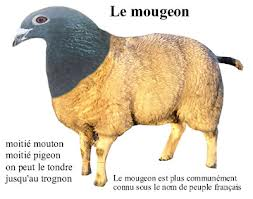 Le mougeon
moitié mouton
moitié pigeon
on peut le tondre
jusqu'au trognon
Le mougeon est plus communément
connu sous le nom de peuple français